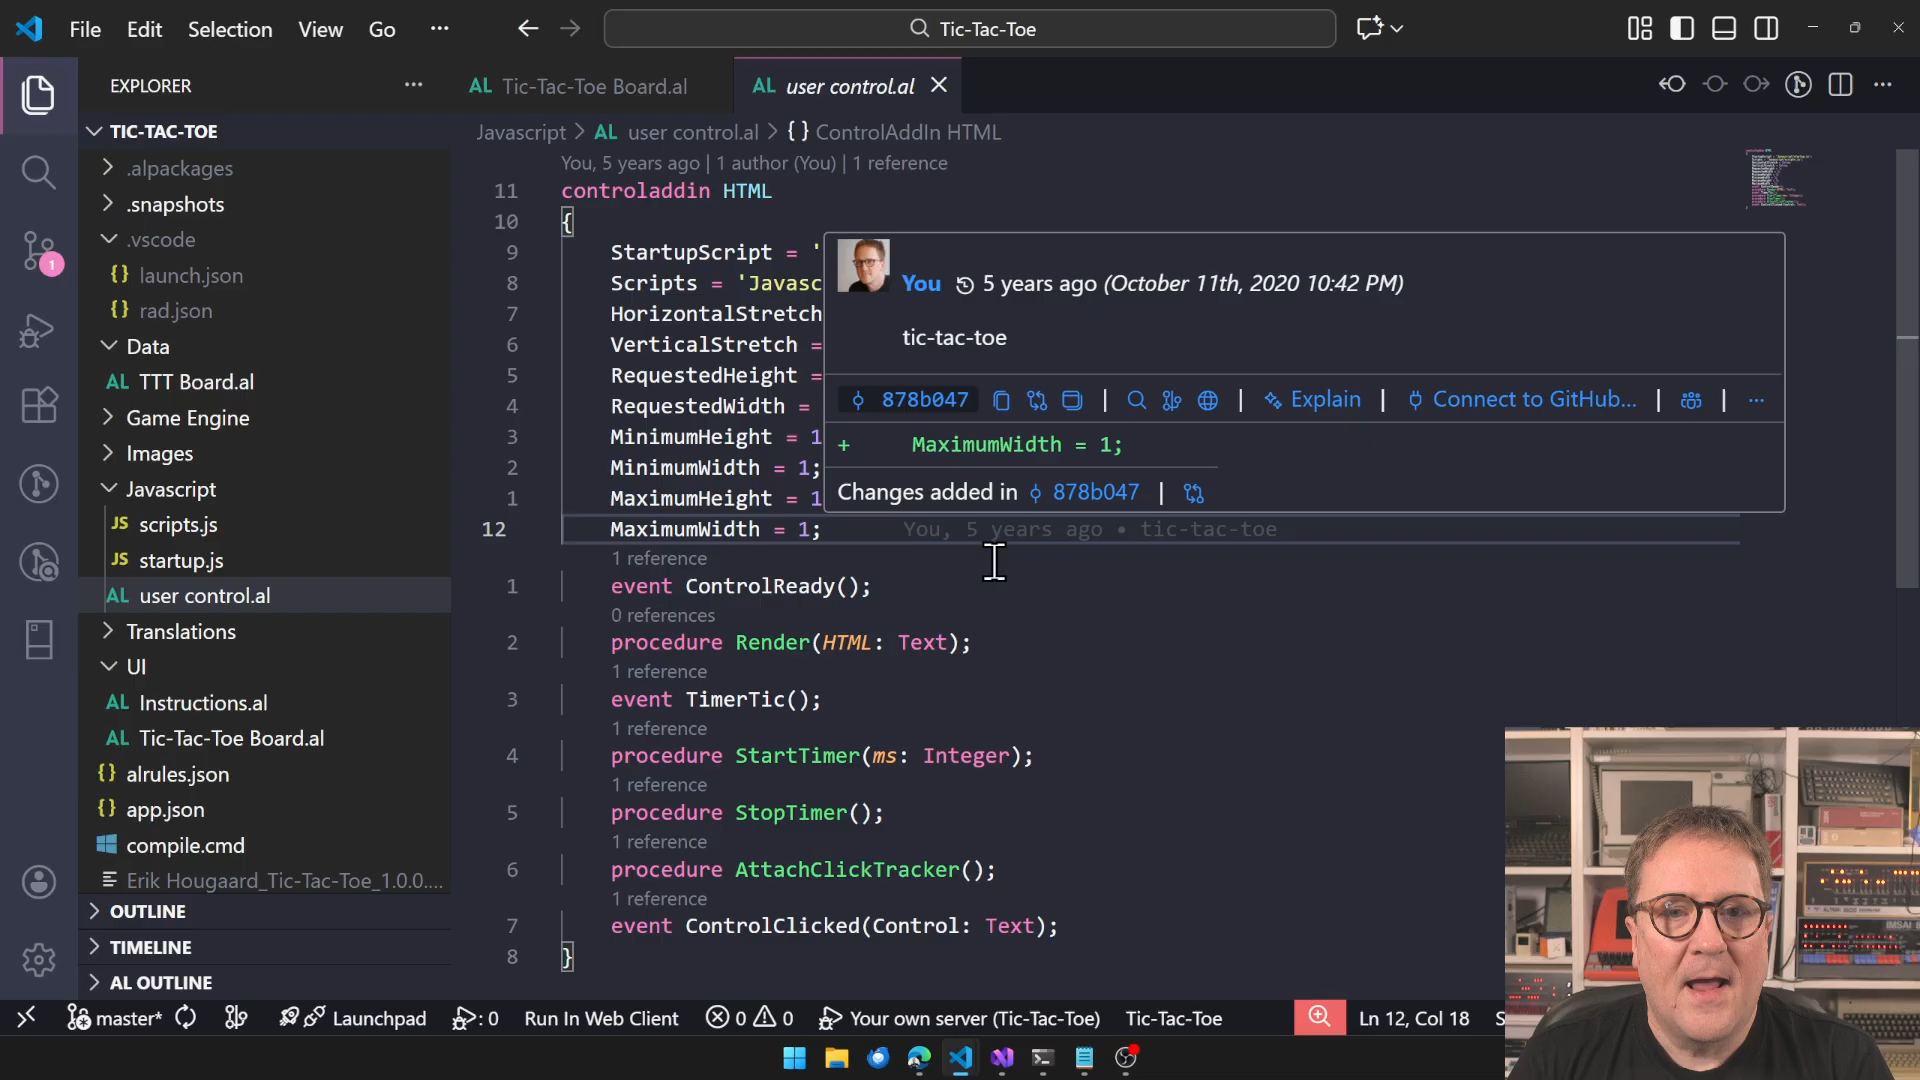 File Edit Selection View Go ··· Tic-Tac-Toe
EXPLORER ···
AL Tic-Tac-Toe Board.al
AL user control.al
TIC-TAC-TOE
.alpackages
.snapshots
.vscode
{} launch.json
{} rad.json
Data
AL TTT Board.al
Game Engine
Images
Javascript
JS scripts.js
JS startup.js
AL user control.al
Translations
UI
AL Instructions.al
AL Tic-Tac-Toe Board.al
{} alrules.json
{} app.json
compile.cmd
Erik Hougaard_Tic-Tac-Toe_1.0.0....
OUTLINE
TIMELINE
AL OUTLINE
1
Javascript > AL user control.al > {} ControlAddIn HTML
You, 5 years ago | 1 author (You) | 1 reference
11 controladdin HTML
10 {
9 StartupScript = '
8 Scripts = 'Javasc
7 HorizontalStretch
6 VerticalStretch =
5 RequestedHeight =
4 RequestedWidth =
3 MinimumHeight = 1
2 MinimumWidth = 1;
1 MaximumHeight = 1
12 MaximumWidth = 1; You, 5 years ago • tic-tac-toe
1 reference
1 event ControlReady();
0 references
2 procedure Render(HTML: Text);
1 reference
3 event TimerTic();
1 reference
4 procedure StartTimer(ms: Integer);
1 reference
5 procedure StopTimer();
1 reference
6 procedure AttachClickTracker();
1 reference
7 event ControlClicked(Control: Text);
8 }
You 5 years ago (October 11th, 2020 10:42 PM)
tic-tac-toe
878b047 | | Explain | Connect to GitHub... | | ···
+ MaximumWidth = 1;
Changes added in 878b047 |
IMSAI 8
master* Launchpad 0 Run In Web Client 0 0 Your own server (Tic-Tac-Toe) Tic-Tac-Toe Ln 12, Col 18 S